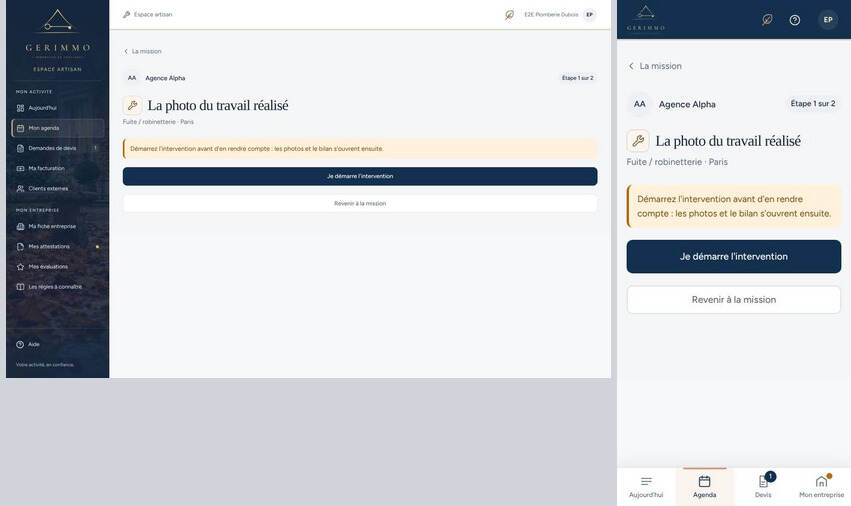 GERIMMO
ESPACE ARTISAN
MON ACTIVITÉ
Aujourd'hui
Mon agenda
Demandes de devis
1
Ma facturation
Clients externes
MON ENTREPRISE
Ma fiche entreprise
Mes attestations
Mes évaluations
Les règles à connaître
Aide
Votre activité, en confiance.
Espace artisan
E2E Plomberie Dubois
EP
La mission
AA
Agence Alpha
Étape 1 sur 2
La photo du travail réalisé
Fuite / robinetterie · Paris
Démarrez l'intervention avant d'en rendre compte : les photos et le bilan s'ouvrent ensuite.
Je démarre l'intervention
Revenir à la mission
GERIMMO
EP
La mission
AA
Agence Alpha
Étape 1 sur 2
La photo du travail réalisé
Fuite / robinetterie · Paris
Démarrez l'intervention avant d'en rendre
compte : les photos et le bilan s'ouvrent ensuite.
Je démarre l'intervention
Revenir à la mission
1
Aujourd'hui
Agenda
Devis
Mon entreprise